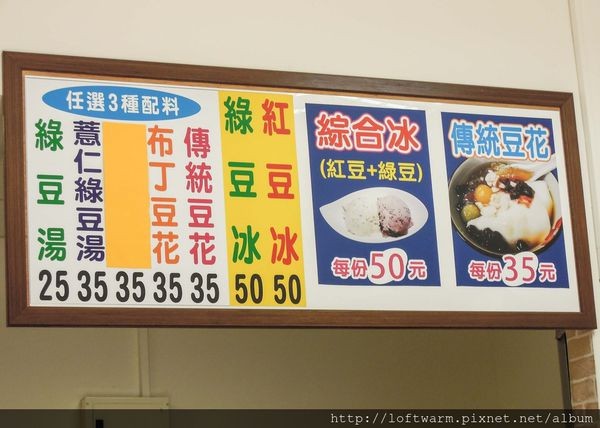 任選3種配料
綠豆湯 25
薏仁綠豆湯 35
35
布丁豆花 35
傳統豆花 35
綠豆冰 50
紅豆冰 50
綜合冰
(紅豆+綠豆)
每份50元
傳統豆花
每份35元
http://loftwarm.pixnet.net/album